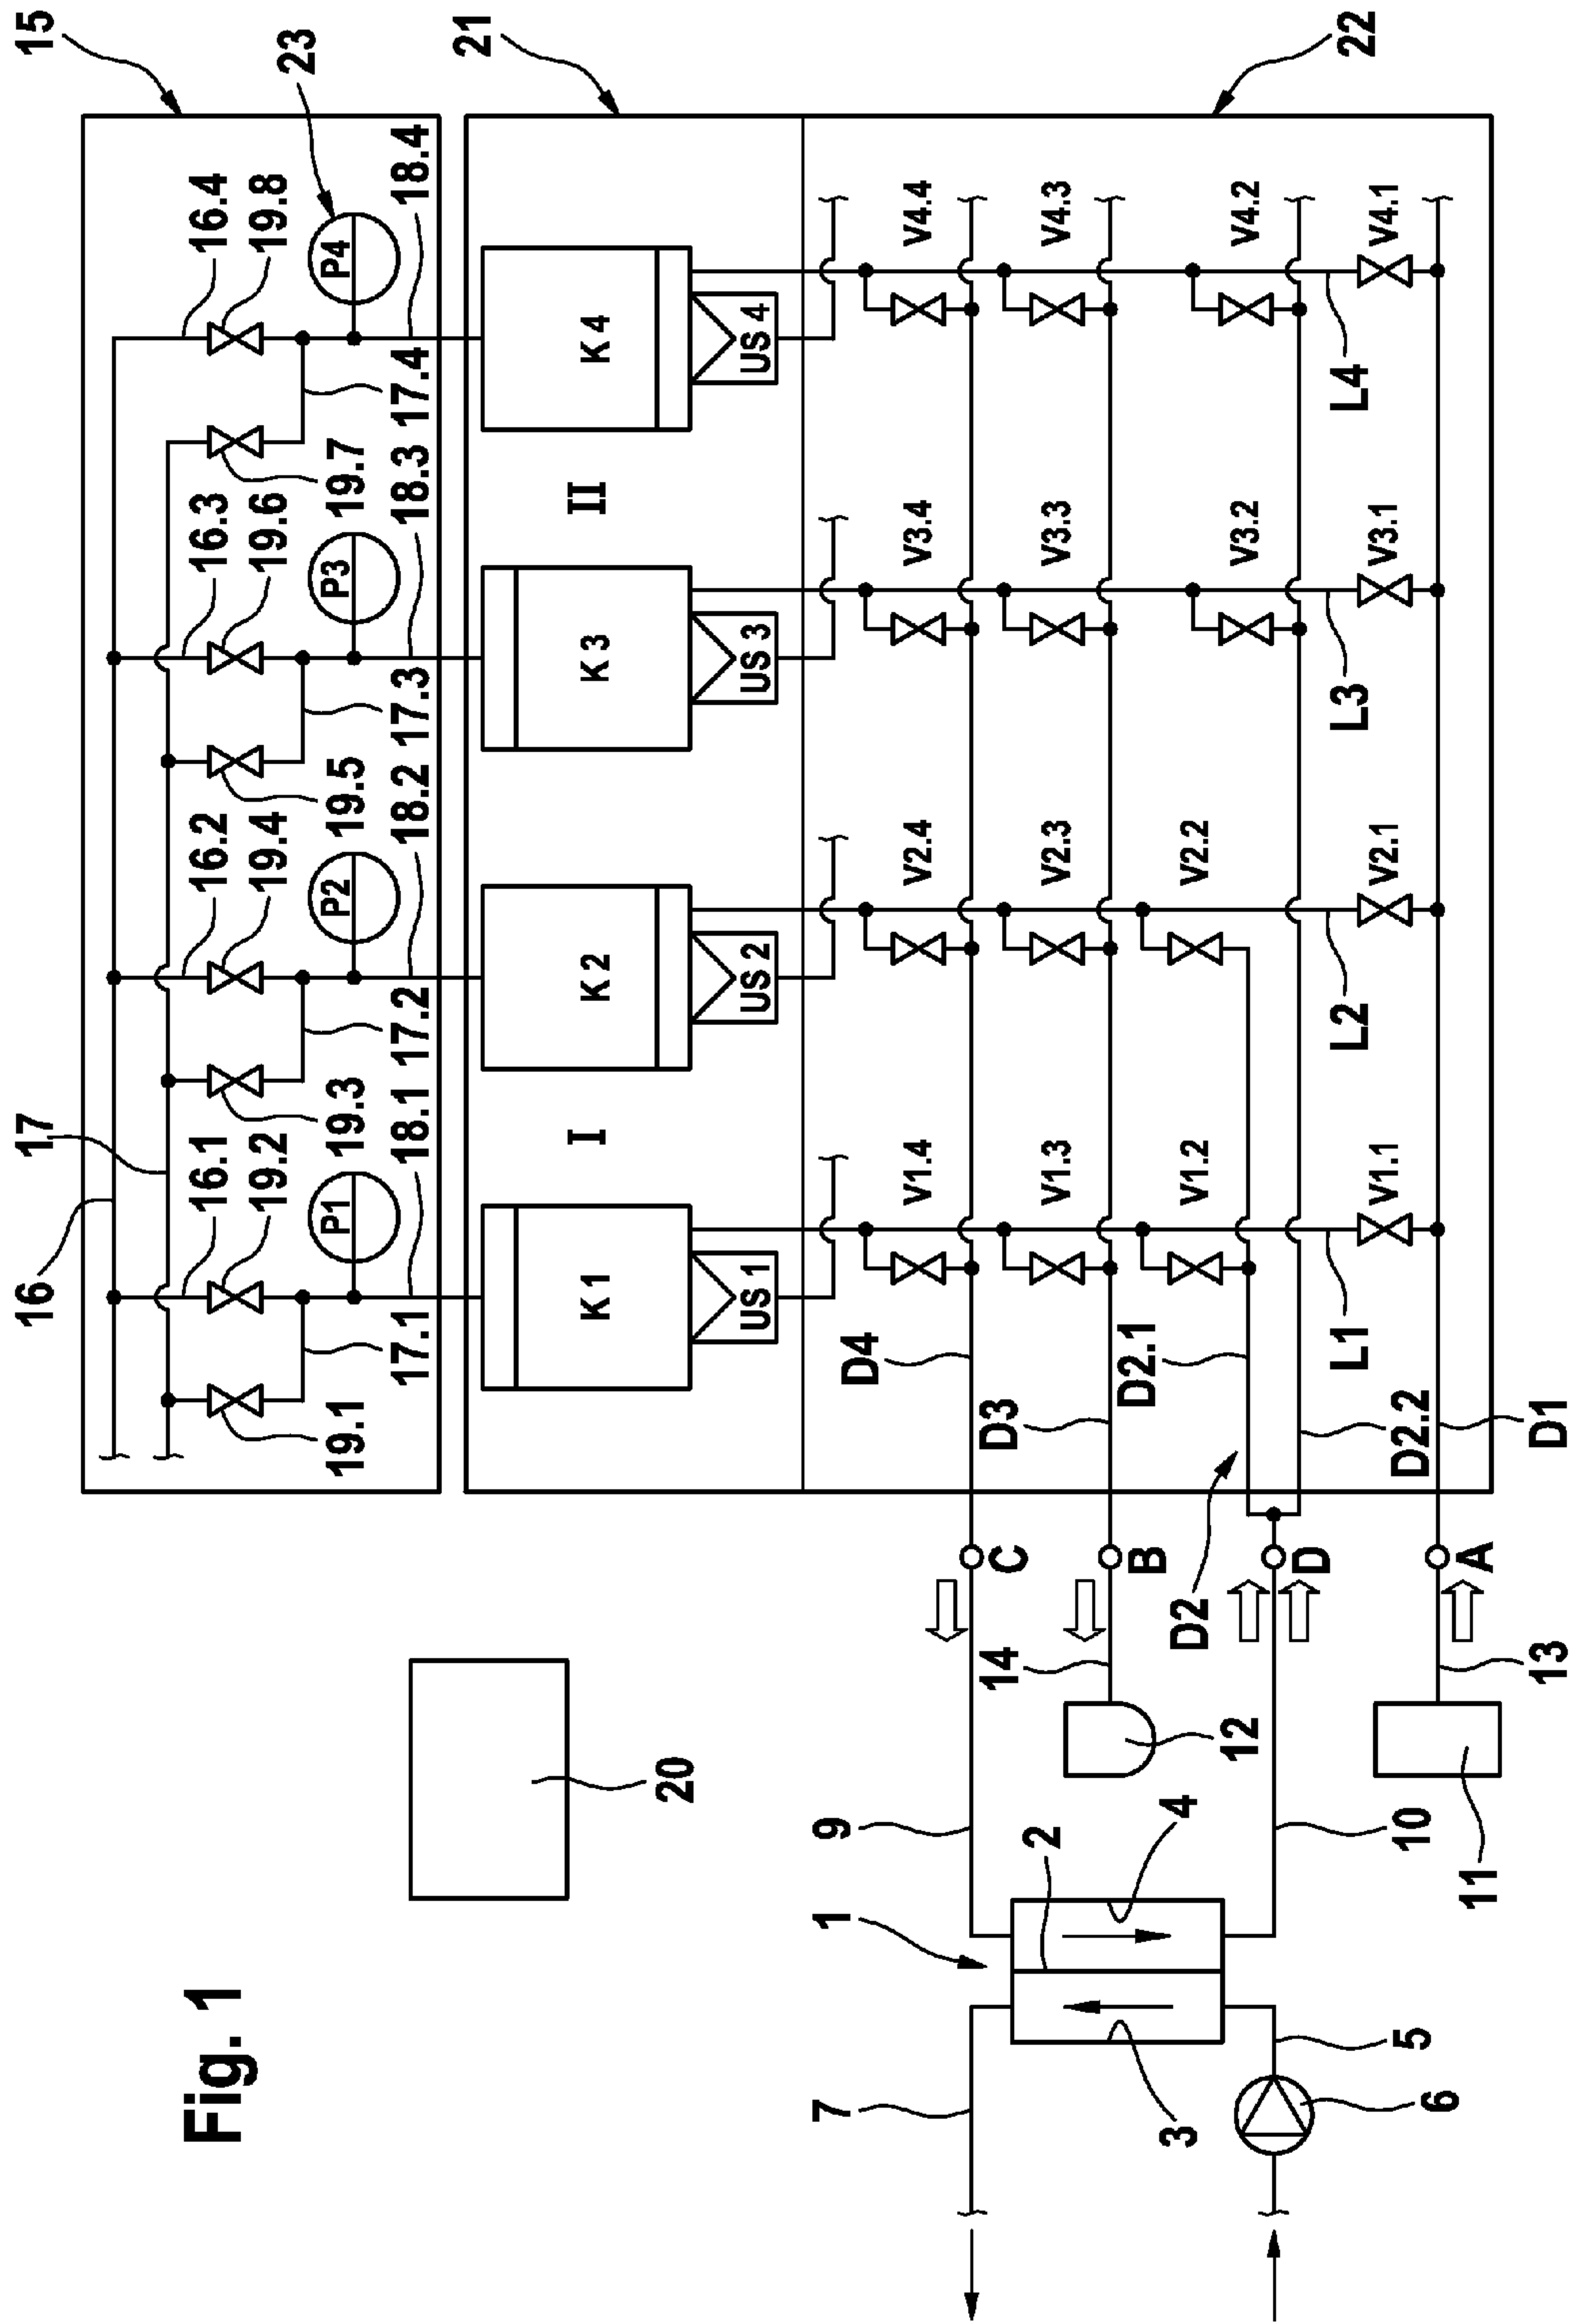 16
17
15
Fig. 1
16.1
16.2
16.3
16.4
19.2
19.4
19.6
19.8
23
P1
P2
P3
P4
19.1
19.3
19.5
19.7
17.1
18.1
17.2
18.2
17.3
18.3
17.4
18.4
21
K1
I
K2
K3
II
K4
20
US 1
US 2
US 3
US 4
7
1
9
D4
V1.4
V2.4
V3.4
V4.4
C
14
D3
2
V1.3
V2.3
V3.3
V4.3
B
D2.1
3
4
D2
V1.2
V2.2
V3.2
V4.2
12
D
L1
L2
L3
L4
22
V1.1
V2.1
V3.1
V4.1
5
10
D2.2
6
11
A
13
D1